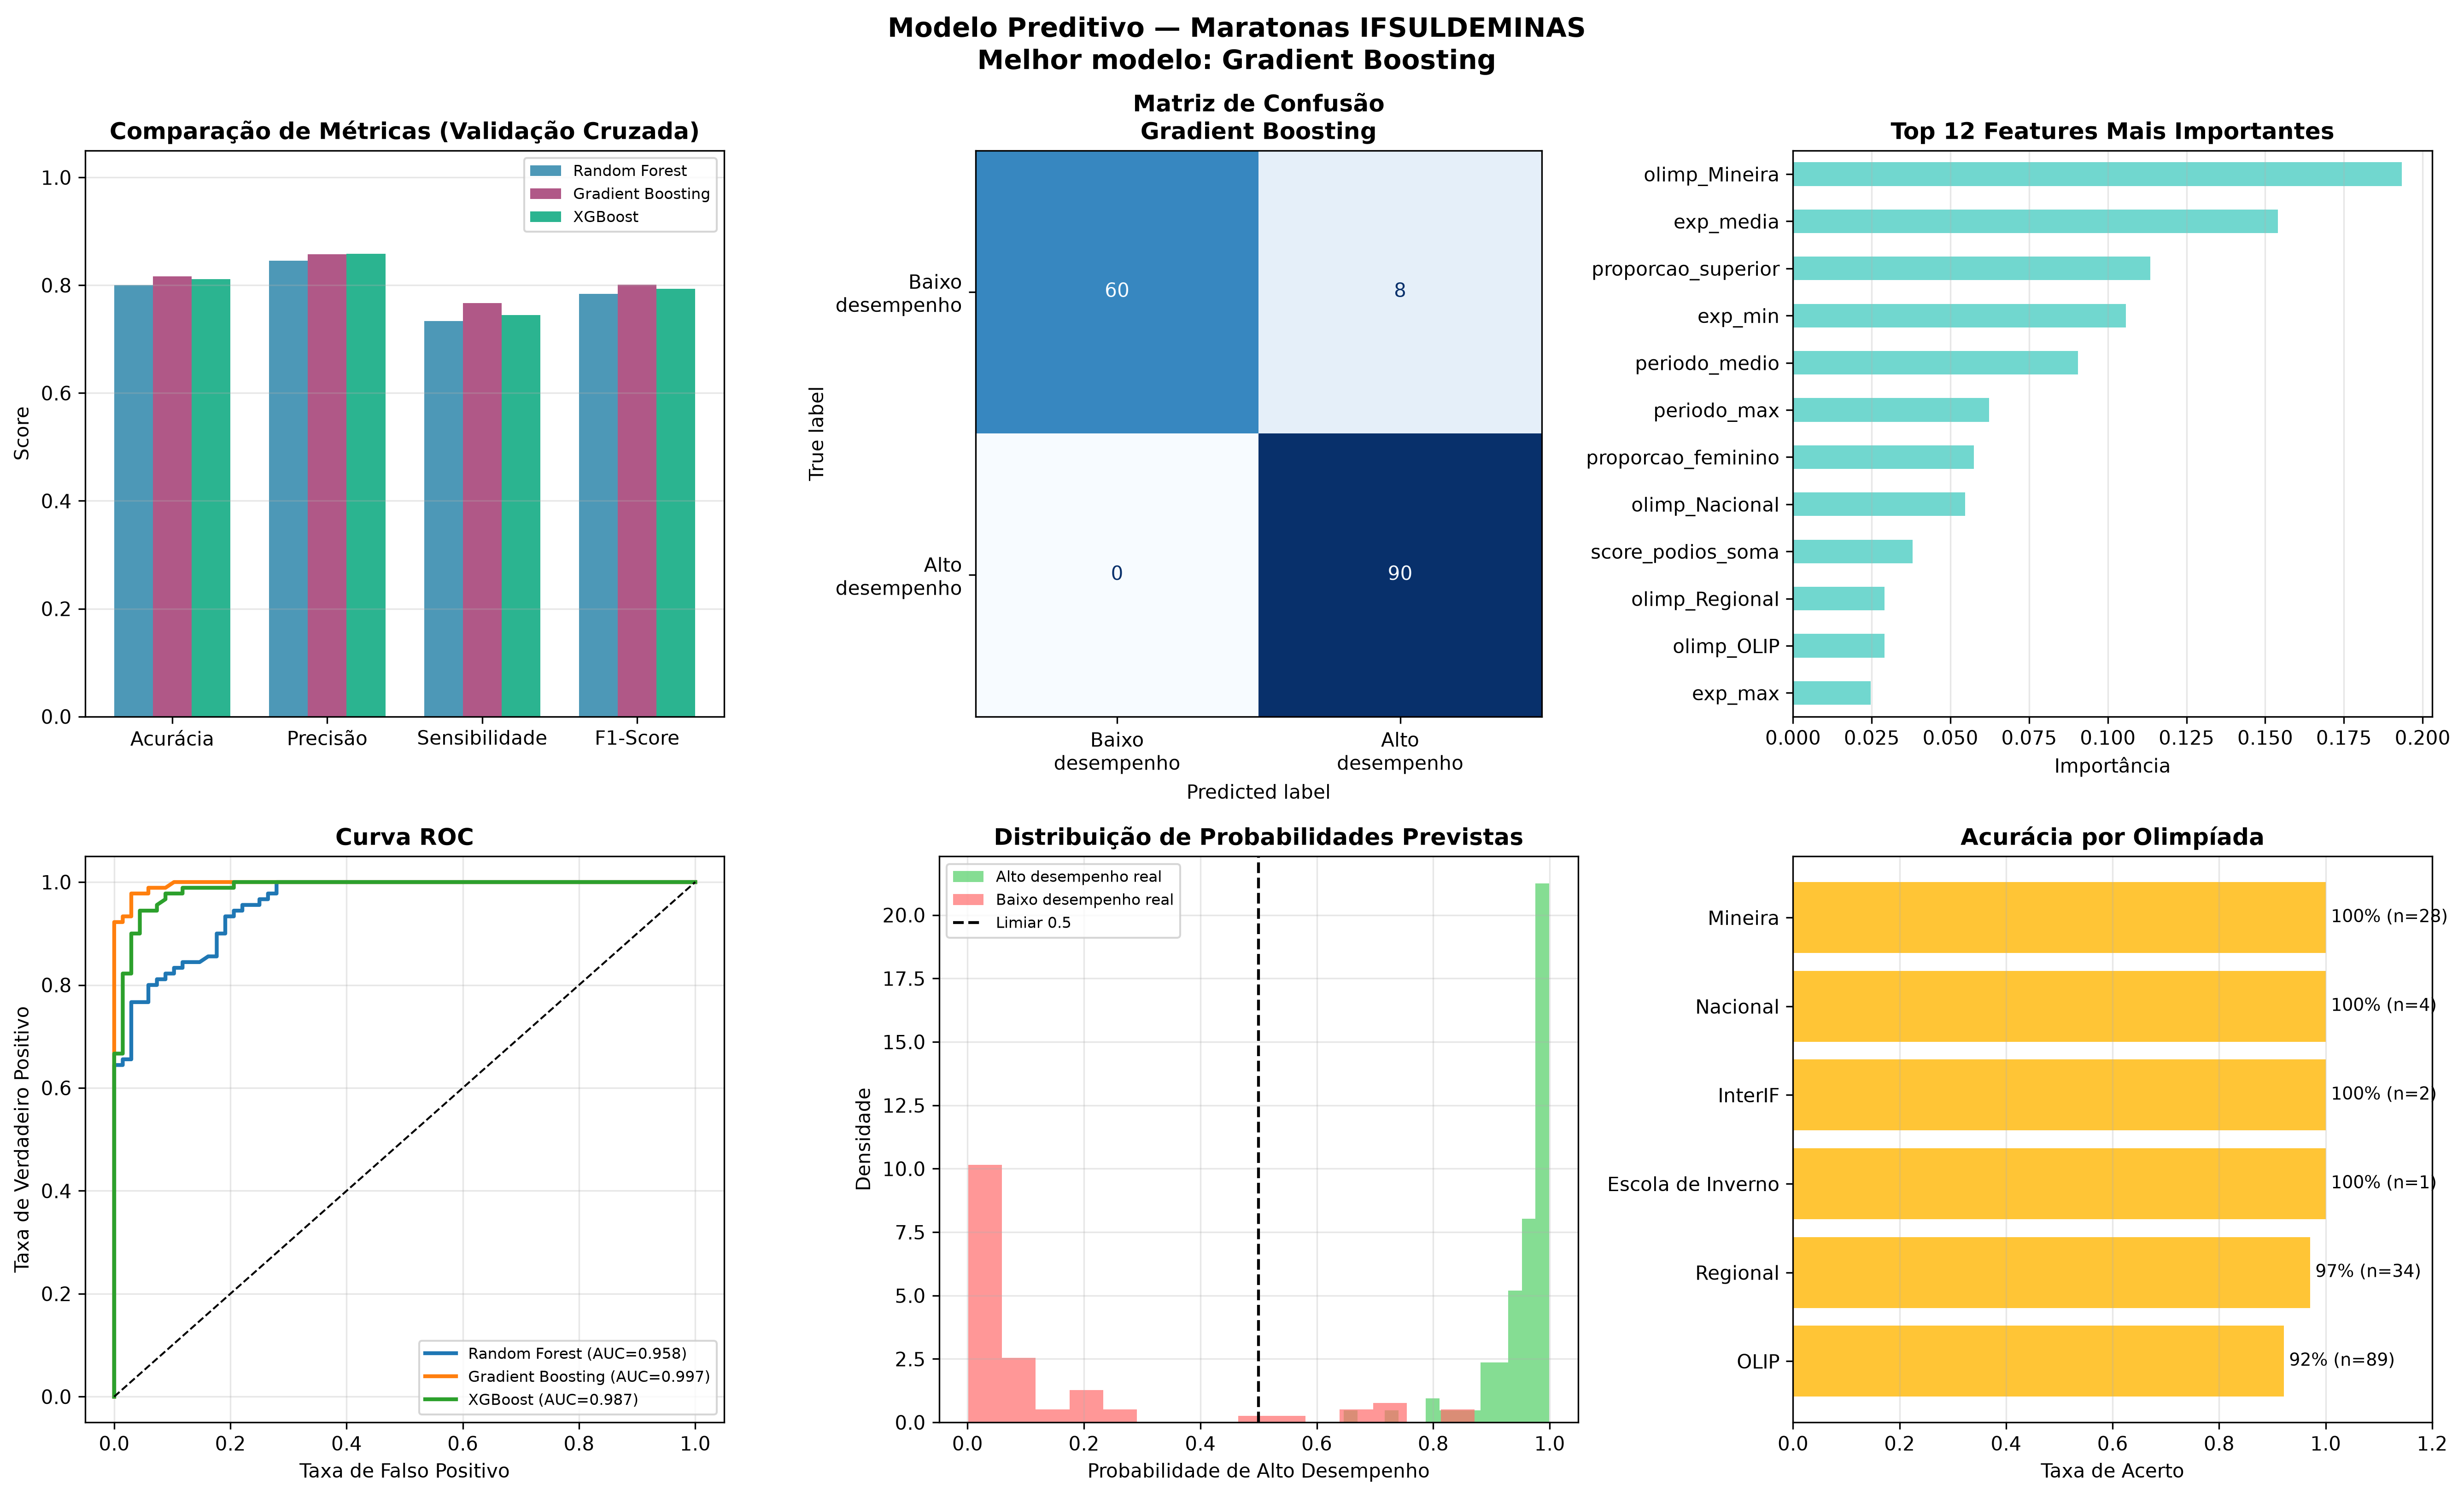 Modelo Preditivo — Maratonas IFSULDEMINAS
Melhor modelo: Gradient Boosting
Comparação de Métricas (Validação Cruzada)
Random Forest
Gradient Boosting
XGBoost
1.0
0.8
0.6
0.4
0.2
0.0
Score
Acurácia
Precisão
Sensibilidade
F1-Score
Matriz de Confusão
Gradient Boosting
True label
Baixo
desempenho
Alto
desempenho
60
8
0
90
Baixo
desempenho
Alto
desempenho
Predicted label
Top 12 Features Mais Importantes
olimp_Mineira
exp_media
proporcao_superior
exp_min
periodo_medio
periodo_max
proporcao_feminino
olimp_Nacional
score_podios_soma
olimp_Regional
olimp_OLIP
exp_max
0.000
0.025
0.050
0.075
0.100
0.125
0.150
0.175
0.200
Importância
Curva ROC
Taxa de Verdadeiro Positivo
1.0
0.8
0.6
0.4
0.2
0.0
Random Forest (AUC=0.958)
Gradient Boosting (AUC=0.997)
XGBoost (AUC=0.987)
0.0
0.2
0.4
0.6
0.8
1.0
Taxa de Falso Positivo
Distribuição de Probabilidades Previstas
Alto desempenho real
Baixo desempenho real
Limiar 0.5
Densidade
20.0
17.5
15.0
12.5
10.0
7.5
5.0
2.5
0.0
0.0
0.2
0.4
0.6
0.8
1.0
Probabilidade de Alto Desempenho
Acurácia por Olimpíada
Mineira
100% (n=28)
Nacional
100% (n=4)
InterIF
100% (n=2)
Escola de Inverno
100% (n=1)
Regional
97% (n=34)
OLIP
92% (n=89)
0.0
0.2
0.4
0.6
0.8
1.0
1.2
Taxa de Acerto